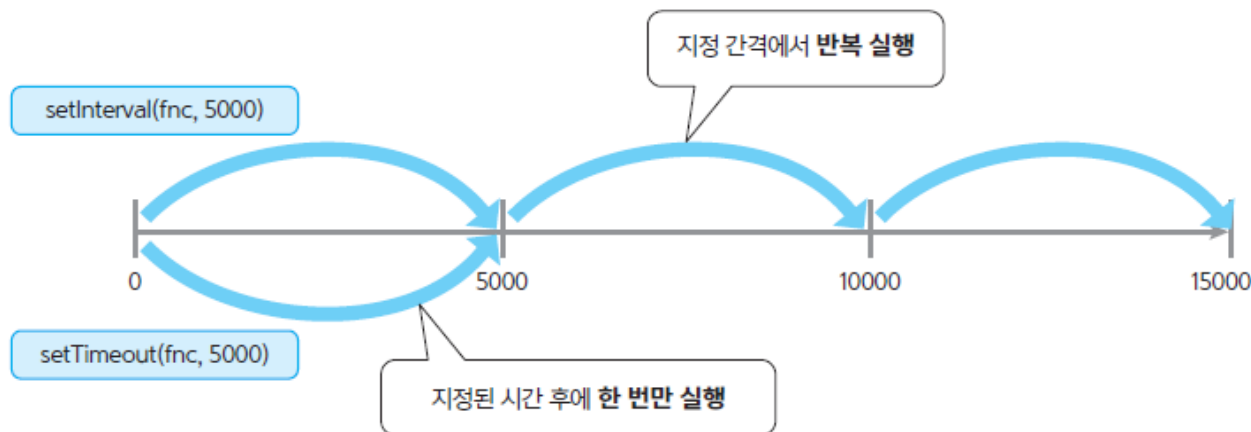 지정 간격에서 반복 실행
setInterval(fnc, 5000)
0
5000
10000
15000
setTimeout(fnc, 5000)
지정된 시간 후에 한 번만 실행